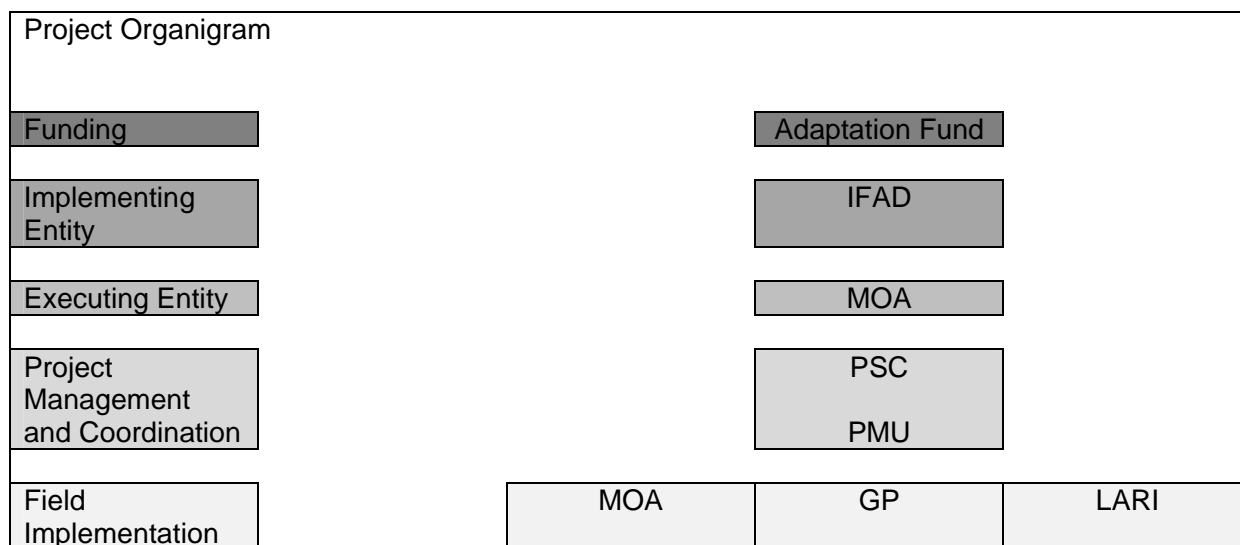 Project Organigram
Funding
Adaptation Fund
Implementing
Entity
IFAD
Executing Entity
MOA
Project
Management
and Coordination
PSC
PMU
Field
Implementation
MOA
GP
LARI